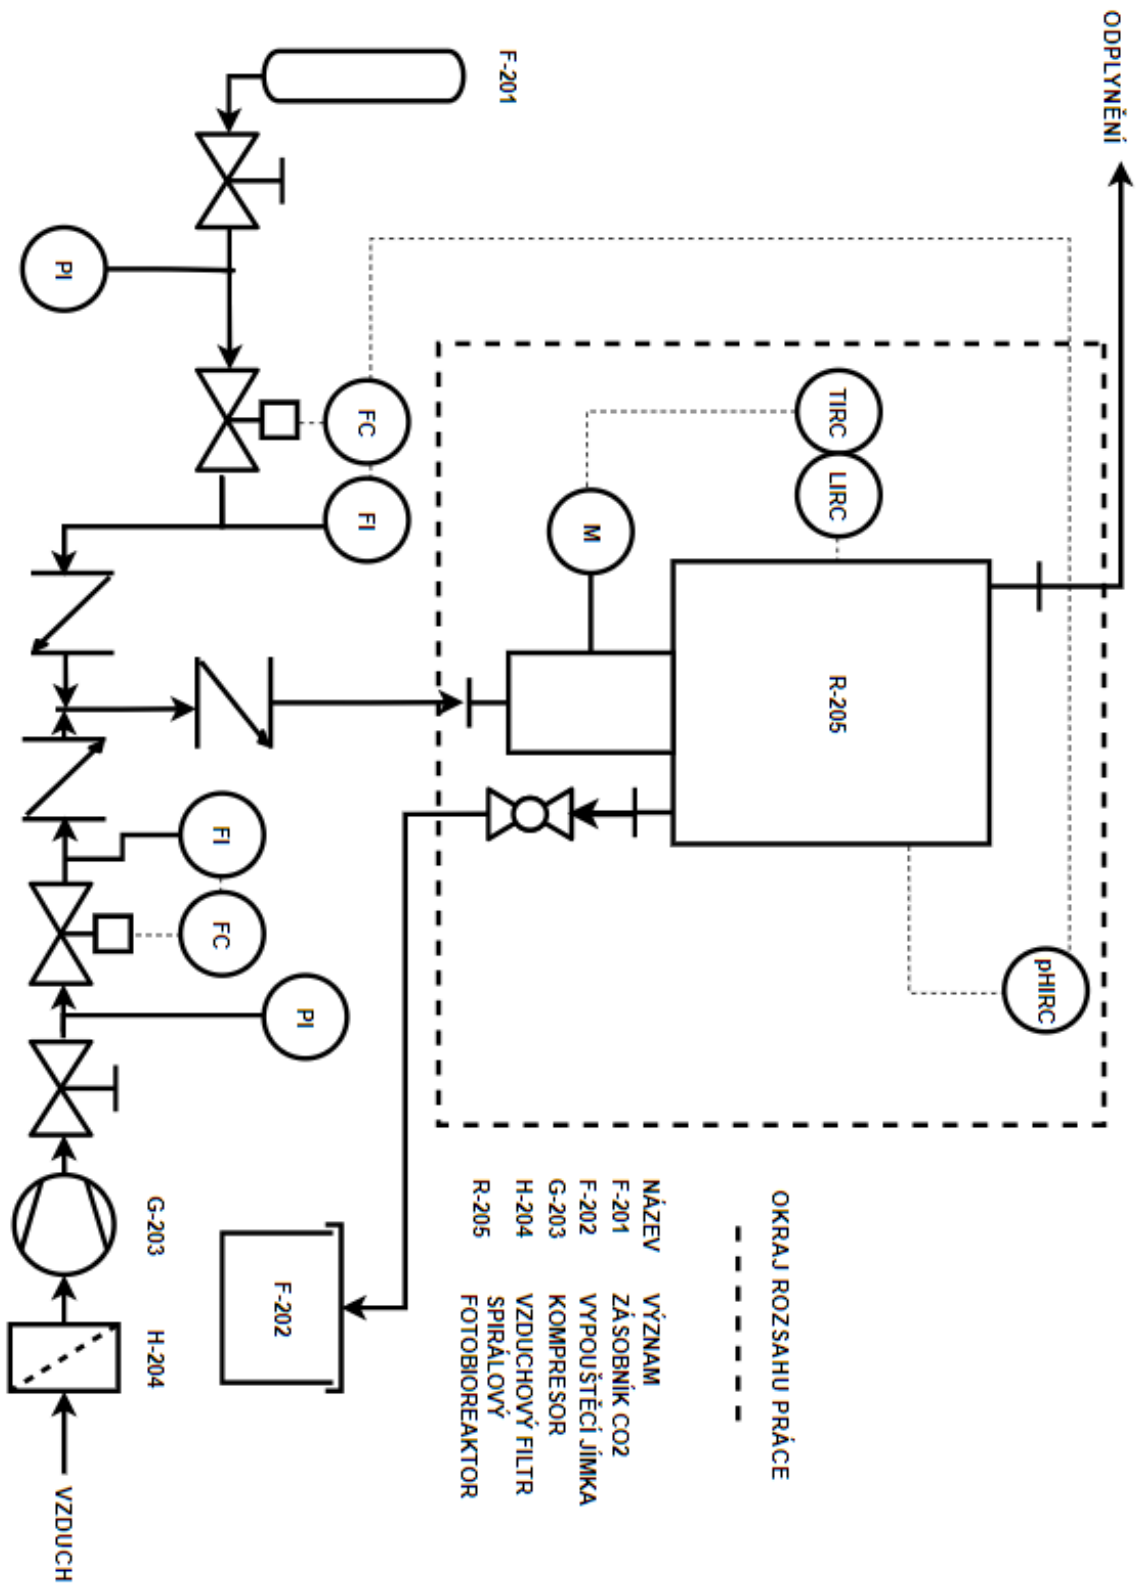 ODPLYNĚNÍ
pHIRC
TIRC LIRC
R-205
OKRAJ ROZSAHU PRÁCE
NÁZEV VÝZNAM
F-201 ZÁSOBNÍK CO2
F-202 VYPOUŠTĚCÍ JÍMKA
G-203 KOMPRESOR
H-204 VZDUCHOVÝ FILTR
R-205 SPIRÁLOVÝ
FOTOBIOREAKTOR
M
F-201
FC FI
PI
F-202
FI FC
G-203 H-204
PI
VZDUCH